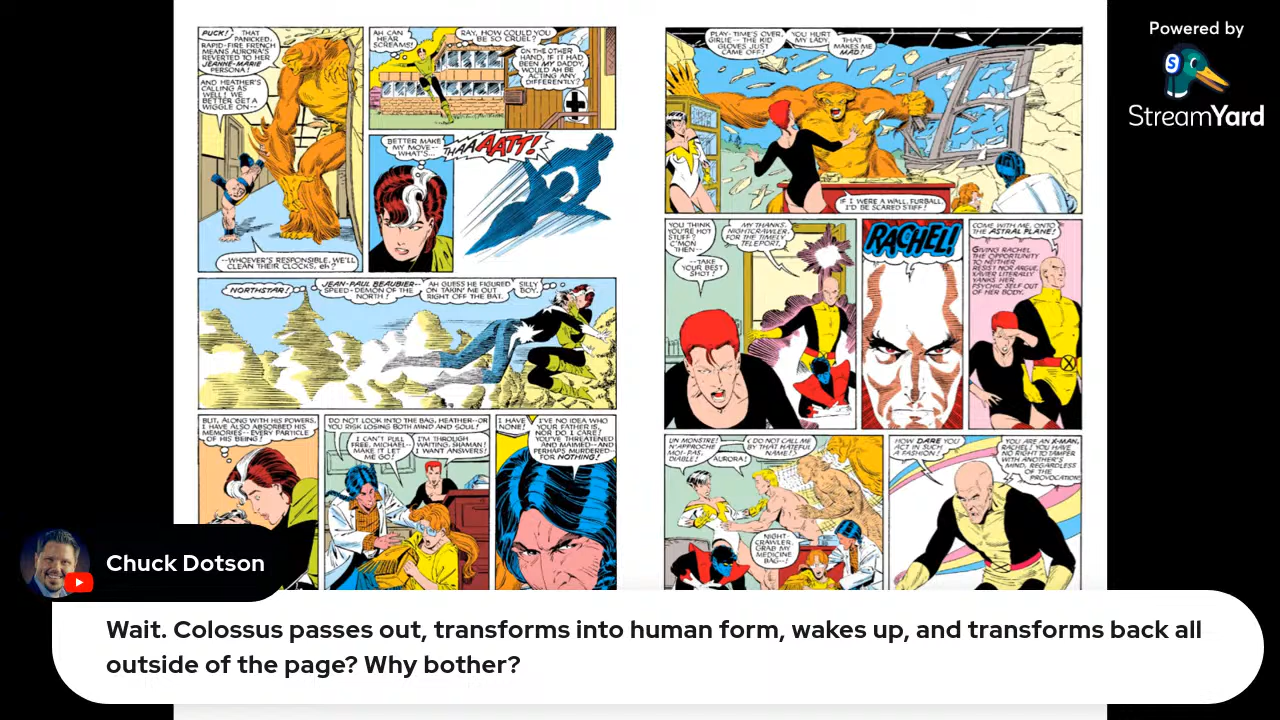 PUCK! THAT
PANICKED,
RAPID-FIRE FRENCH
MEANS AURORA'S
REVERTED TO HER
JEANNE-MARIE
PERSONA!
AND HEATHER'S
CALLING AS
WELL! WE
BETTER GET A
WIGGLE ON--
--WHOEVER'S RESPONSIBLE, WE'LL
CLEAN THEIR CLOCKS, eh?
AH CAN
HEAR
SCREAMS!
RAY, HOW COULD YOU
BE SO CRUEL?
ON THE OTHER
HAND, IF IT HAD
BEEN MY DADDY,
WOULD AH BE
ACTING ANY
DIFFERENTLY?
BETTER MAKE
MY MOVE--
WHAT'S...
THAAAATT!
NORTHSTAR!
JEAN-PAUL BEAUBIER--
SPEED-DEMON OF THE
NORTH!
AH GUESS HE FIGURED
ON TAKIN' ME OUT
RIGHT OFF THE BAT.
SILLY
BOY.
BUT, ALONG WITH HIS POWERS,
I HAVE ALSO ABSORBED HIS
MEMORIES-- EVERY PARTICLE
OF HIS BEING!
DO NOT LOOK INTO THE BAG, HEATHER--OR
YOU RISK LOSING BOTH MIND AND SOUL!
I CAN'T PULL
FREE, MICHAEL--
MAKE IT LET
ME GO!
I'M THROUGH
WAITING, SHAMAN!
I WANT ANSWERS!
I HAVE
NONE!
I'VE NO IDEA WHO
YOUR FATHER IS,
NOR DO I CARE!
YOU'VE THREATENED
AND MAIMED--AND
PERHAPS MURDERED--
FOR NOTHING!
PLAY-TIME'S OVER,
GIRLIE-- THE KID
GLOVES JUST
CAME OFF!
YOU HURT
MY LADY.
THAT
MAKES ME
MAD!
IF I WERE A WALL, FURBALL,
I'D BE SCARED STIFF!
YOU THINK
YOU'RE HOT
STUFF?
C'MON
THEN--
--TAKE
YOUR BEST
SHOT!
MY THANKS,
NIGHTCRAWLER,
FOR THE TIMELY
TELEPORT.
RACHEL!
COME WITH ME, ONTO
THE ASTRAL PLANE!
GIVING RACHEL
THE OPPORTUNITY
TO NEITHER
RESIST NOR ARGUE,
XAVIER LITERALLY
YANKS HER
PSYCHIC SELF OUT
OF HER BODY.
UN MONSTRE!
N'APPROCHE
MOI-PAS,
DIABLE!
AURORA!
DO NOT CALL ME
BY THAT HATEFUL
NAME!
NIGHT-
CRAWLER,
GRAB MY
MEDICINE
BAG--!
HOW DARE YOU
ACT IN SUCH
A FASHION!
YOU ARE AN X-MAN,
RACHEL! YOU HAVE
NO RIGHT TO TAMPER
WITH ANOTHER'S
MIND, REGARDLESS
OF THE
PROVOCATION!
Powered by
S
StreamYard
Chuck Dotson
Wait. Colossus passes out, transforms into human form, wakes up, and transforms back all
outside of the page? Why bother?